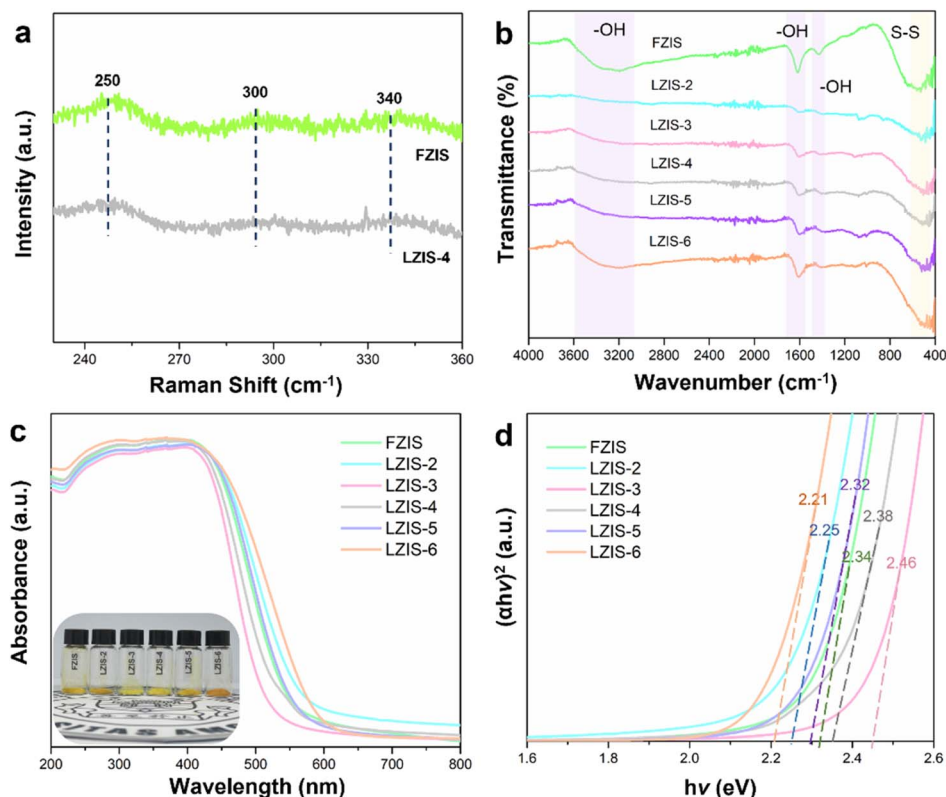 a
250
300
340
FZIS
LZIS-4
Intensity (a.u.)
240 270 300 330 360
Raman Shift (cm⁻¹)
b
-OH
-OH
FZIS
S-S
LZIS-2
-OH
LZIS-3
LZIS-4
LZIS-5
LZIS-6
Transmittance (%)
4000 3600 3200 2800 2400 2000 1600 1200 800 400
Wavenumber (cm⁻¹)
c
FZIS
LZIS-2
LZIS-3
LZIS-4
LZIS-5
LZIS-6
Absorbance (a.u.)
FZIS LZIS-2 LZIS-3 LZIS-4 LZIS-5 LZIS-6
200 300 400 500 600 700 800
Wavelength (nm)
d
FZIS
LZIS-2
LZIS-3
LZIS-4
LZIS-5
LZIS-6
2.21
2.32
2.25
2.38
2.34
2.46
(αhν)²  (a.u.)
1.6 1.8 2.0 2.2 2.4 2.6
hν (eV)